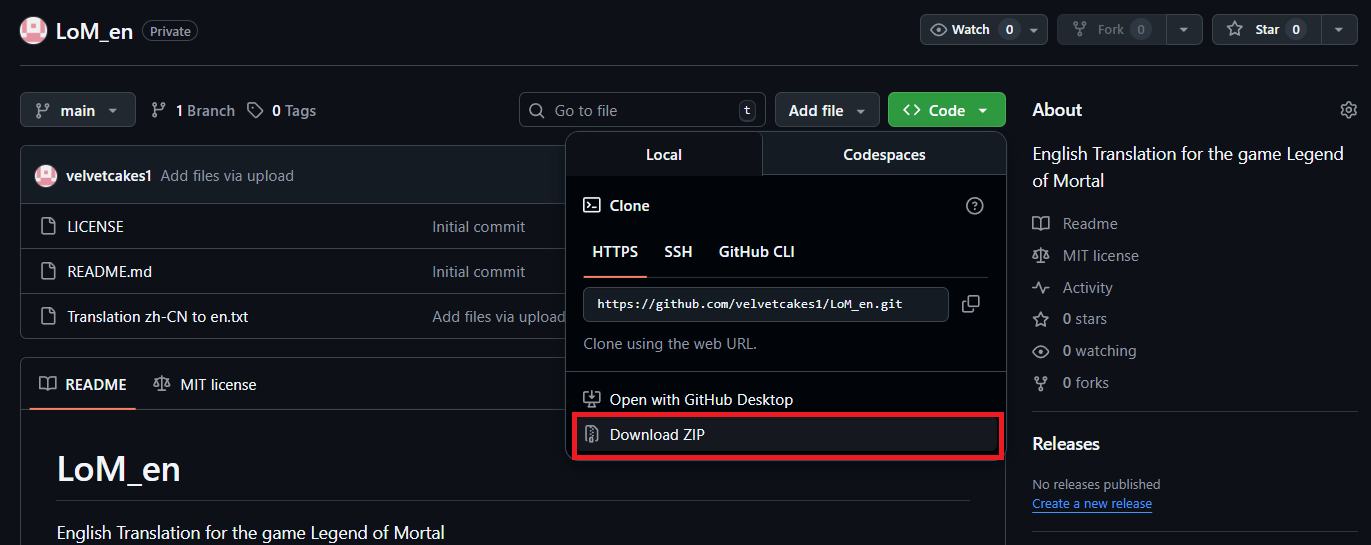 LoM_en Private Watch 0 Fork 0 Star 0
main 1 Branch 0 Tags Go to file t Add file Code
velvetcakes1 Add files via upload
LICENSE Initial commit
README.md Initial commit
Translation zh-CN to en.txt Add files via upload
README MIT license
LoM_en
English Translation for the game Legend of Mortal
Local Codespaces
Clone
HTTPS SSH GitHub CLI
https://github.com/velvetcakes1/LoM_en.git
Clone using the web URL.
Open with GitHub Desktop
Download ZIP
About
English Translation for the game Legend
of Mortal
Readme
MIT license
Activity
0 stars
0 watching
0 forks
Releases
No releases published
Create a new release